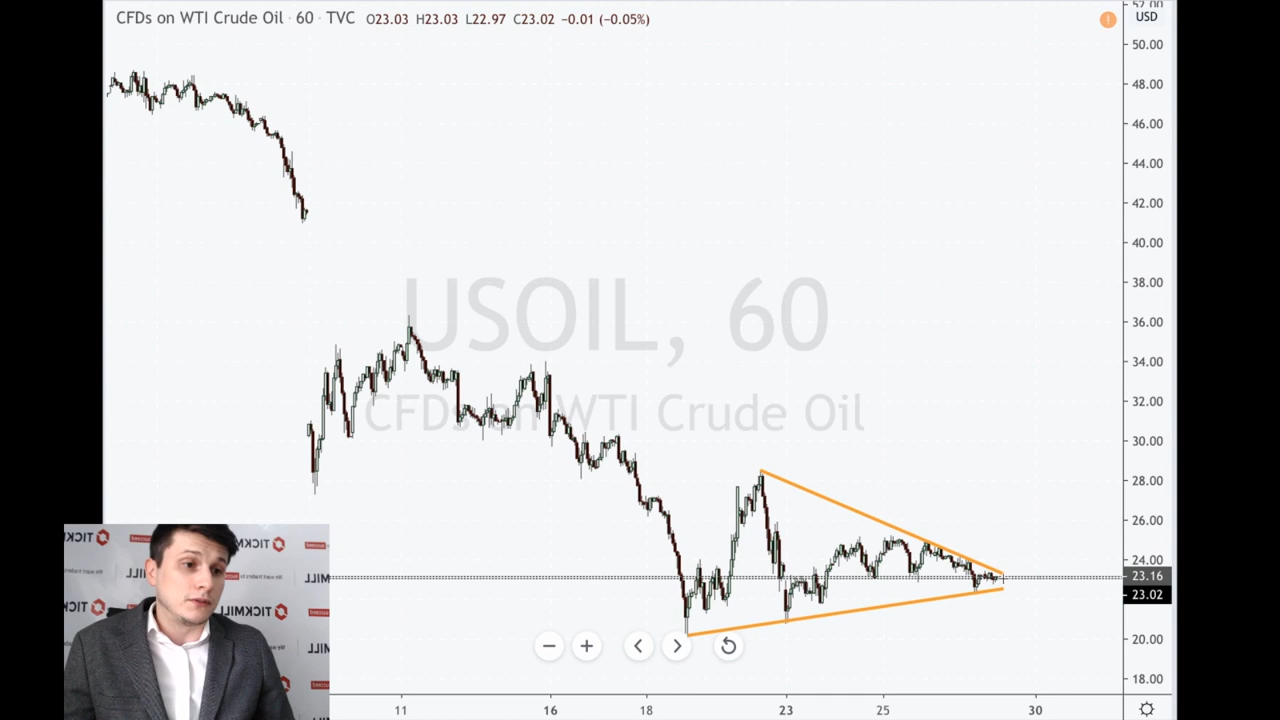 CFDs on WTI Crude Oil · 60 · TVC O23.03 H23.03 L22.97 C23.02 −0.01 (−0.05%)
USD
50.00
48.00
46.00
44.00
42.00
40.00
38.00
36.00
34.00
32.00
30.00
28.00
26.00
24.00
23.16
23.02
20.00
18.00
USOIL, 60
CFDs on WTI Crude Oil
11 16 18 23 25 30
TICKMILL
TICKMILL